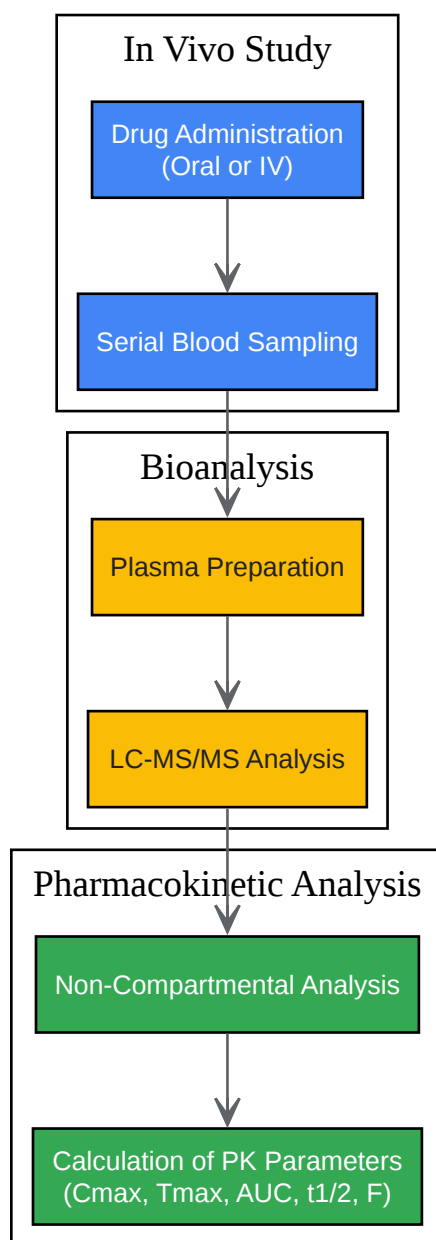 In Vivo Study
Drug Administration
(Oral or IV)
Serial Blood Sampling
Bioanalysis
Plasma Preparation
LC-MS/MS Analysis
Pharmacokinetic Analysis
Non-Compartmental Analysis
Calculation of PK Parameters
(Cmax, Tmax, AUC, t1/2, F)